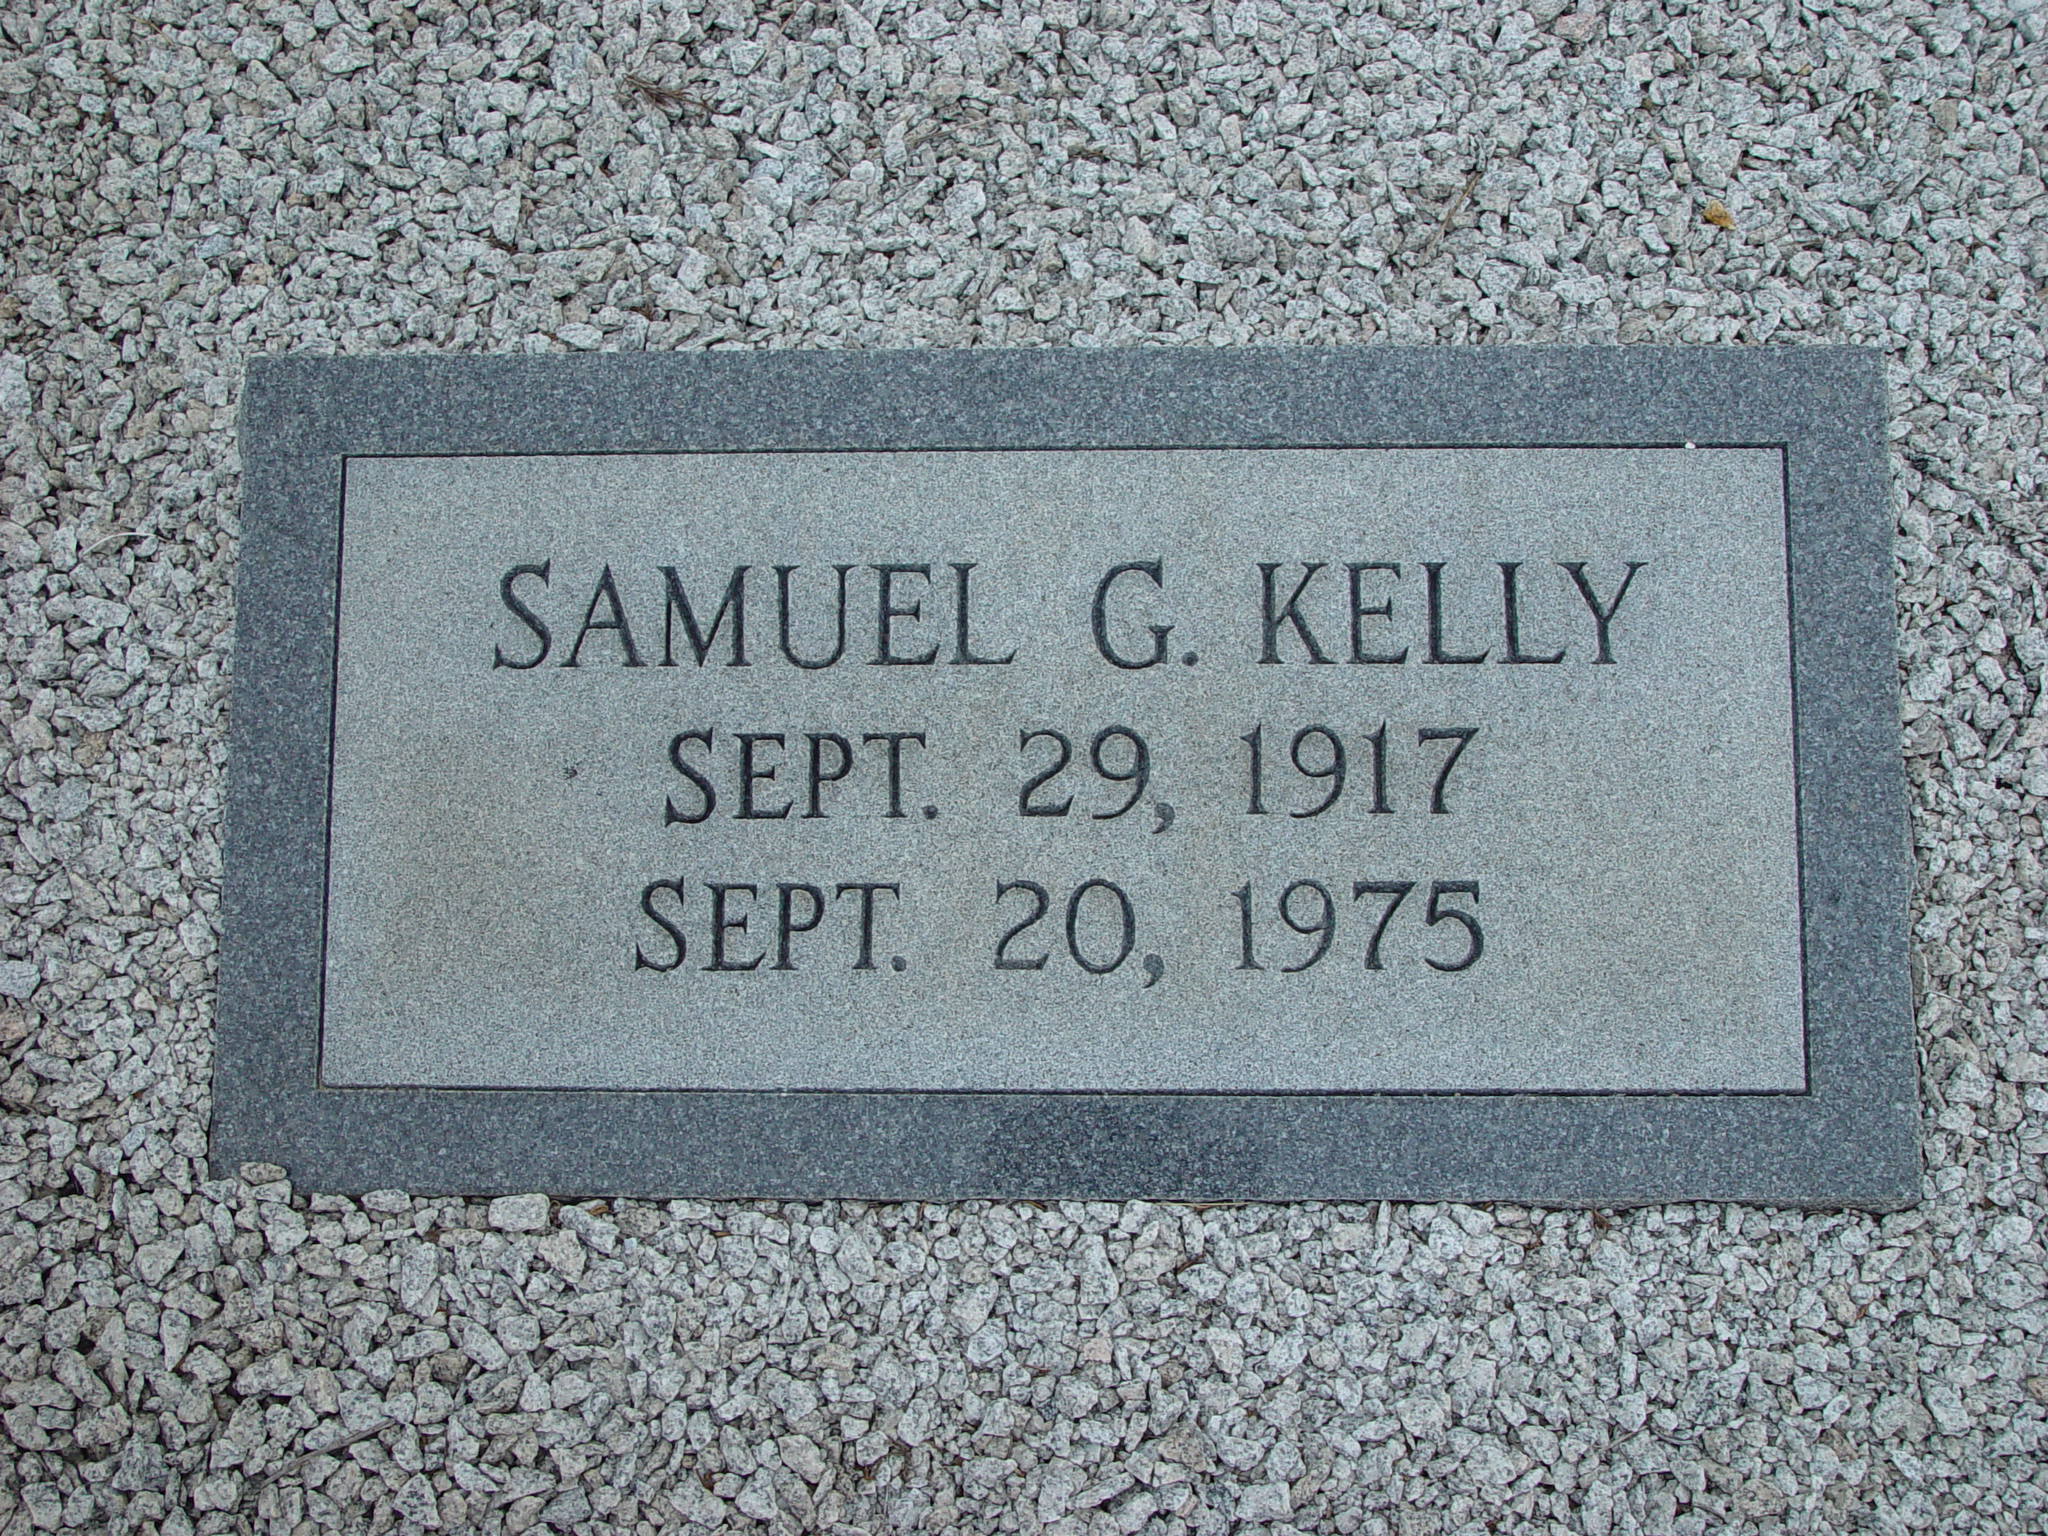 SAMUEL G. KELLY
SEPT. 29, 1917
SEPT. 20, 1975